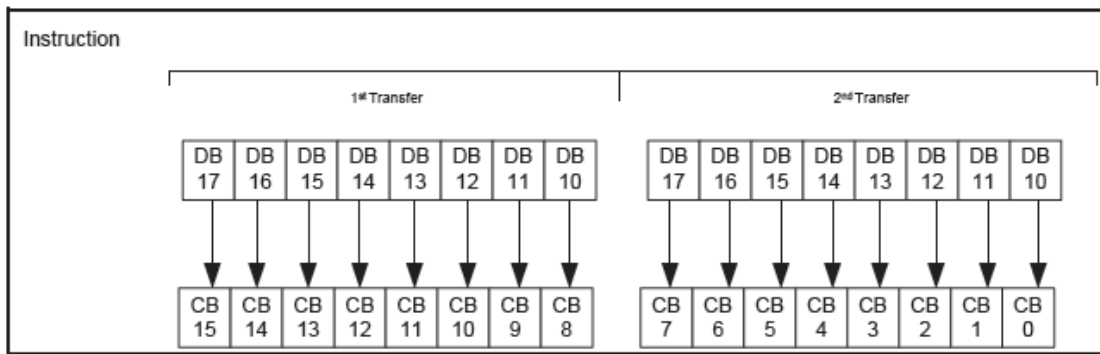 Instruction
1st Transfer 2nd Transfer
DB DB DB DB DB DB DB DB DB DB DB DB DB DB DB DB
17 16 15 14 13 12 11 10 17 16 15 14 13 12 11 10
CB CB CB CB CB CB CB CB CB CB CB CB CB CB CB CB
15 14 13 12 11 10 9 8 7 6 5 4 3 2 1 0